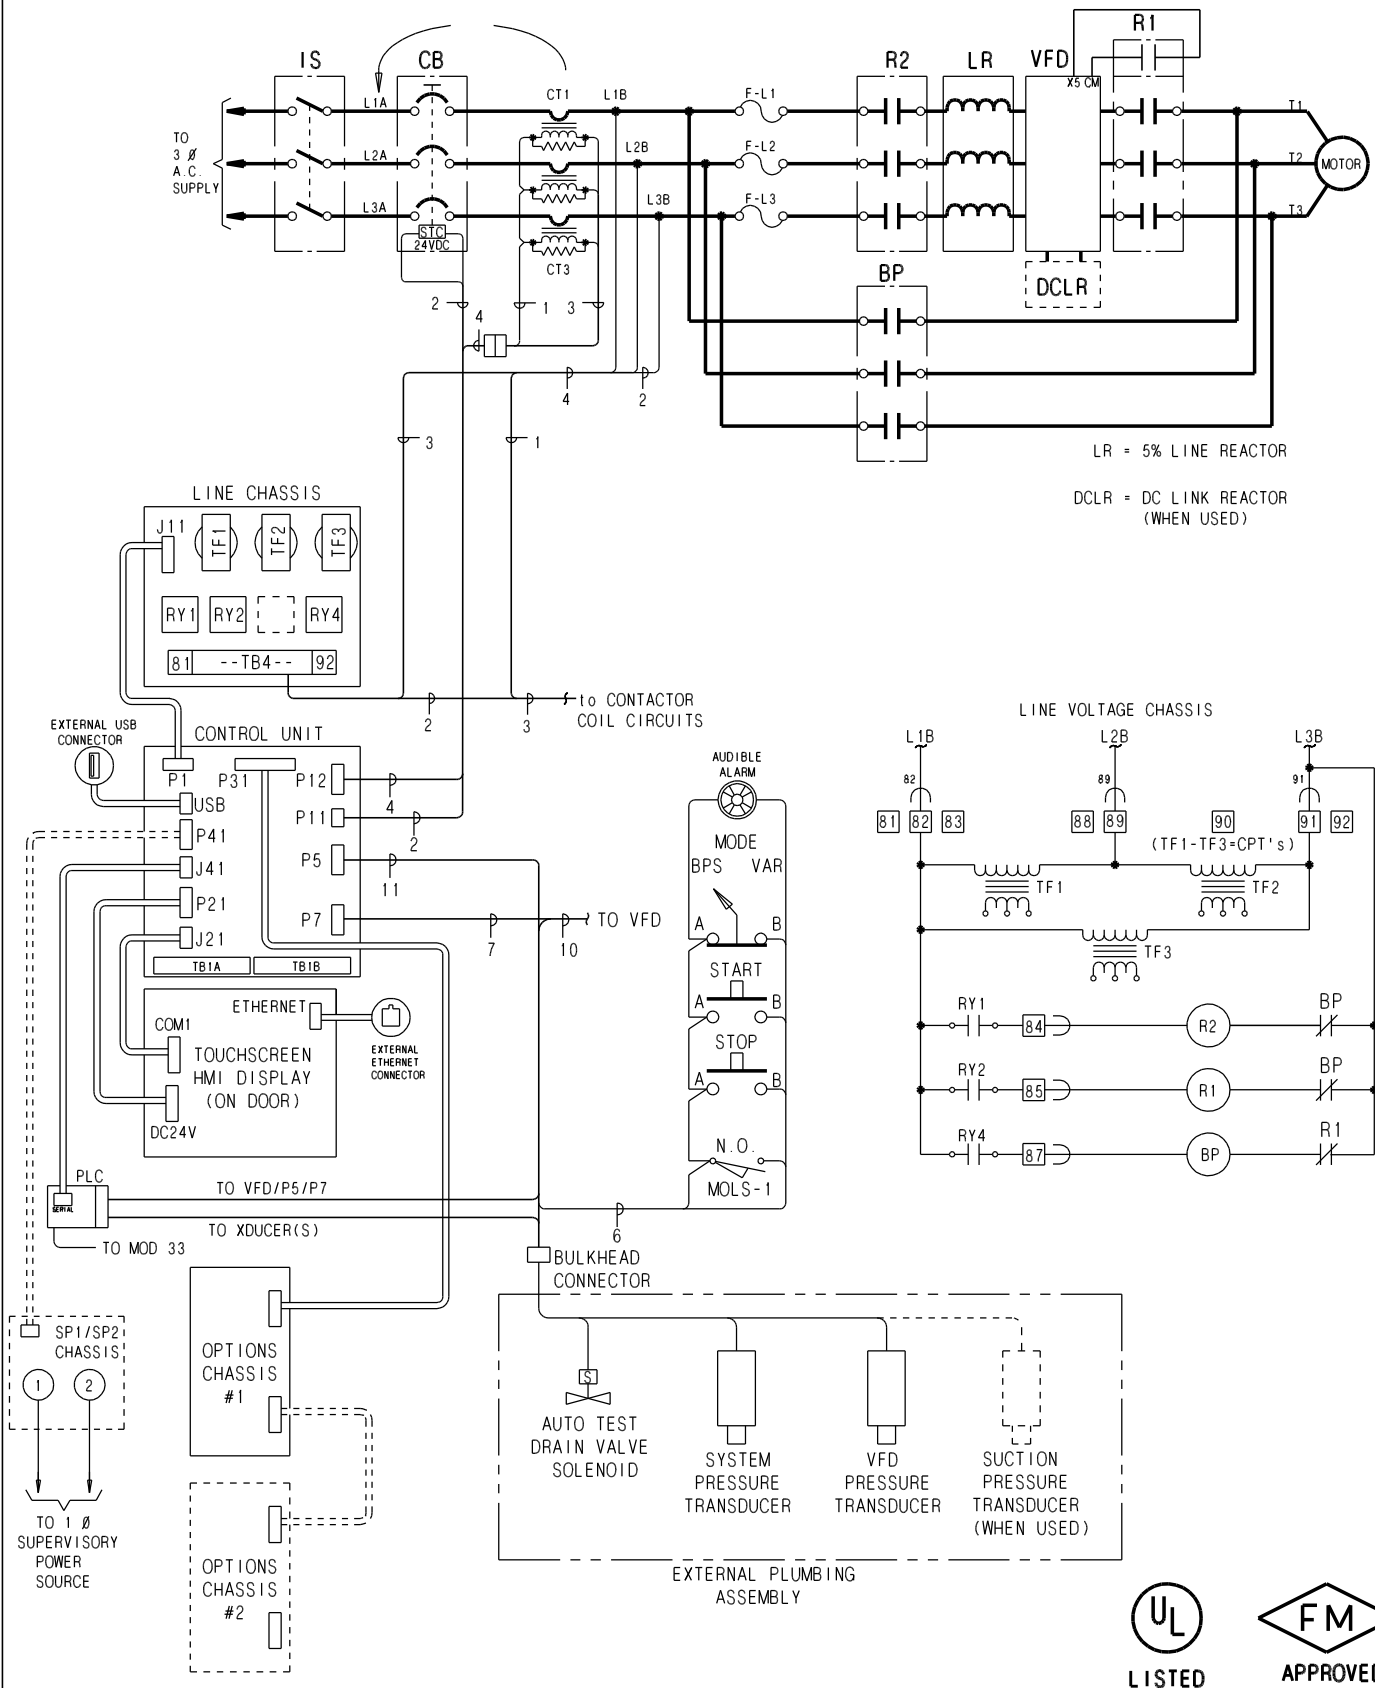 IS
CB
R2
LR
VFD
R1
X5 CM
TO
3 Ø
A.C.
SUPPLY
L1A
L2A
L3A
STC
24VDC
CT1
CT3
L1B
L2B
L3B
F-L1
F-L2
F-L3
DCLR
T1
T2
T3
MOTOR
BP
2
4
1
3
4
2
3
1
LR = 5% LINE REACTOR
DCLR = DC LINK REACTOR
(WHEN USED)
LINE CHASSIS
J11
TF1
TF2
TF3
RY1
RY2
RY4
81
--TB4--
92
2
3
to CONTACTOR
COIL CIRCUITS
EXTERNAL USB
CONNECTOR
CONTROL UNIT
P1
P31
P12
USB
P11
P41
P5
J41
P21
P7
J21
TB1A
TB1B
4
2
11
7
10
TO VFD
ETHERNET
COM1
TOUCHSCREEN
HMI DISPLAY
(ON DOOR)
DC24V
EXTERNAL
ETHERNET
CONNECTOR
PLC
SERIAL
TO VFD/P5/P7
TO XDUCER(S)
TO MOD 33
AUDIBLE
ALARM
MODE
BPS
VAR
A
B
START
A
B
STOP
A
B
N.O.
MOLS-1
6
LINE VOLTAGE CHASSIS
L1B
L2B
L3B
82
89
91
81
82
83
88
89
90
91
92
(TF1-TF3=CPT's)
TF1
TF2
TF3
RY1
84
R2
BP
RY2
85
R1
BP
RY4
87
BP
R1
BULKHEAD
CONNECTOR
SP1/SP2
CHASSIS
1
2
TO 1 Ø
SUPERVISORY
POWER
SOURCE
OPTIONS
CHASSIS
#1
OPTIONS
CHASSIS
#2
S
AUTO TEST
DRAIN VALVE
SOLENOID
SYSTEM
PRESSURE
TRANSDUCER
VFD
PRESSURE
TRANSDUCER
SUCTION
PRESSURE
TRANSDUCER
(WHEN USED)
EXTERNAL PLUMBING
ASSEMBLY
UL
LISTED
FM
APPROVED